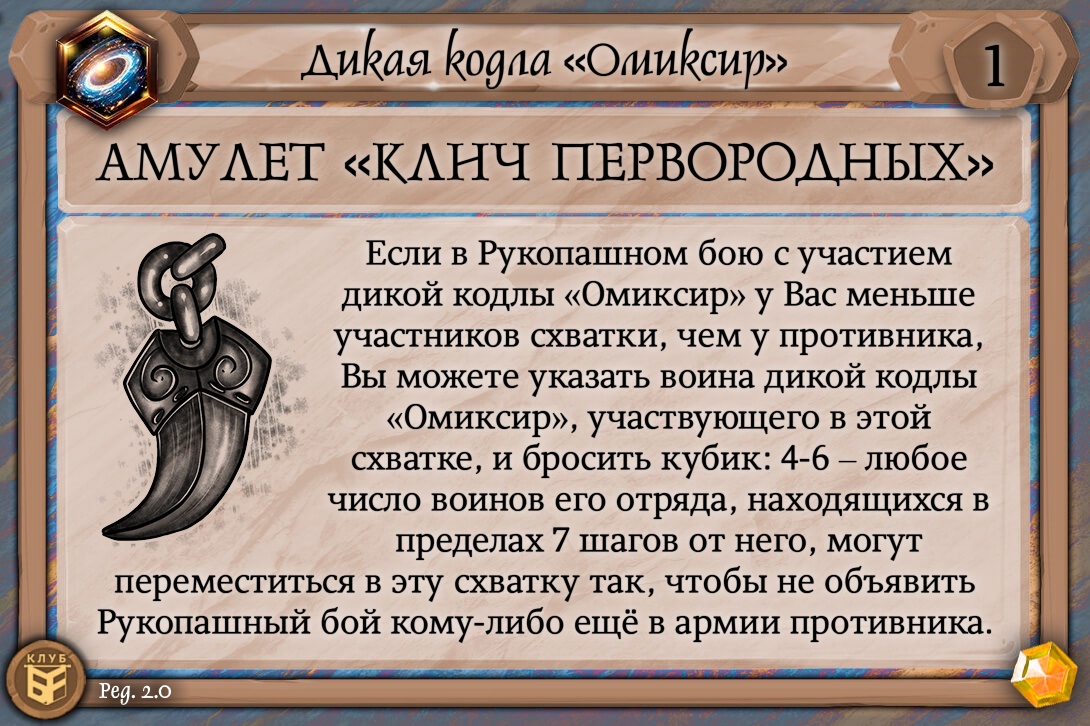 Дикая кодла «Омиксир»
1
АМУЛЕТ «КЛИЧ ПЕРВОРОДНЫХ»
Если в Рукопашном бою с участием
дикой кодлы «Омиксир» у Вас меньше
участников схватки, чем у противника,
Вы можете указать воина дикой кодлы
«Омиксир», участвующего в этой
схватке, и бросить кубик: 4-6 – любое
число воинов его отряда, находящихся в
пределах 7 шагов от него, могут
переместиться в эту схватку так, чтобы не объявить
Рукопашный бой кому-либо ещё в армии противника.
КЛУБ
Ред. 2.0